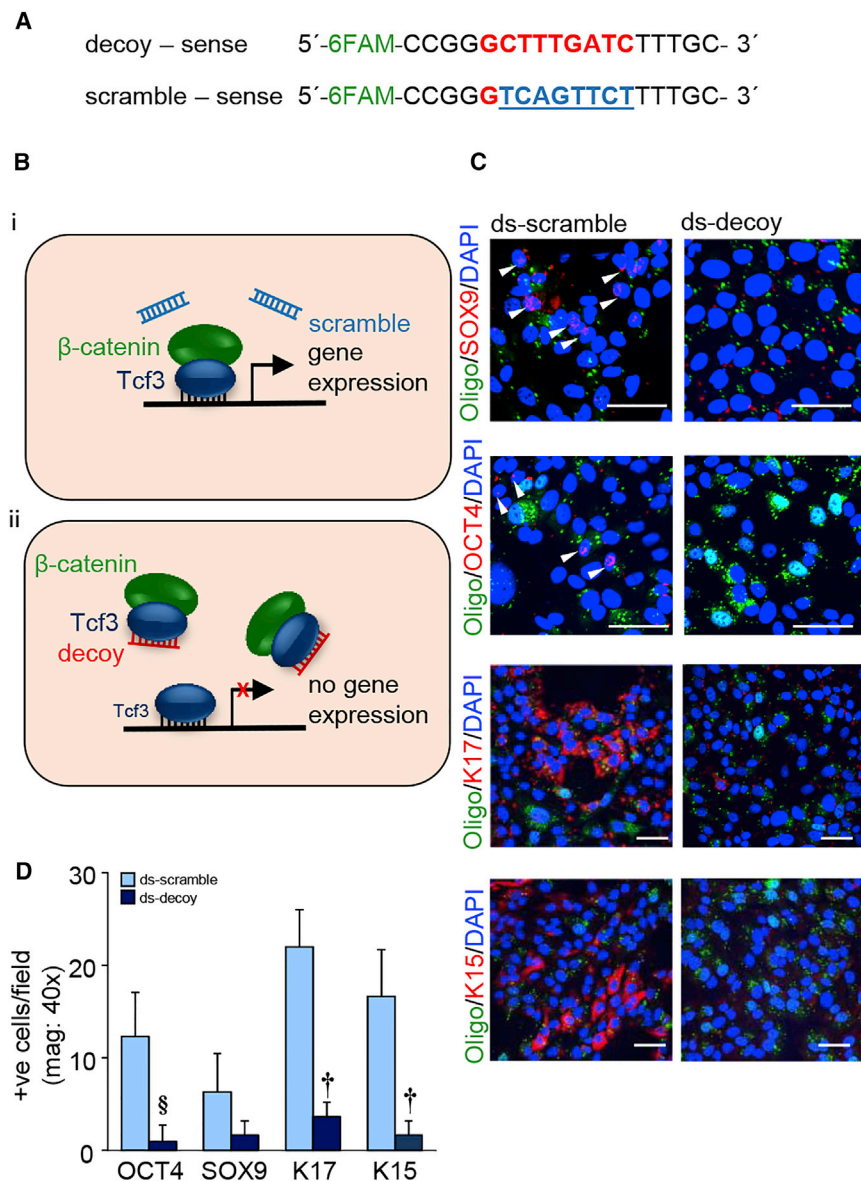 A
decoy – sense 5´-6FAM-CCGGGCTTTGATCTTTGC- 3´
scramble – sense 5´-6FAM-CCGGGTCAGTTCTTTTGC- 3´
B
i
β-catenin
Tcf3
scramble
gene
expression
ii
β-catenin
Tcf3
decoy
Tcf3
x
no gene
expression
C
ds-scramble ds-decoy
Oligo/SOX9/DAPI
Oligo/OCT4/DAPI
Oligo/K17/DAPI
Oligo/K15/DAPI
D
ds-scramble
ds-decoy
+ve cells/field
(mag: 40x)
30
20
10
0
§
†
†
OCT4 SOX9 K17 K15